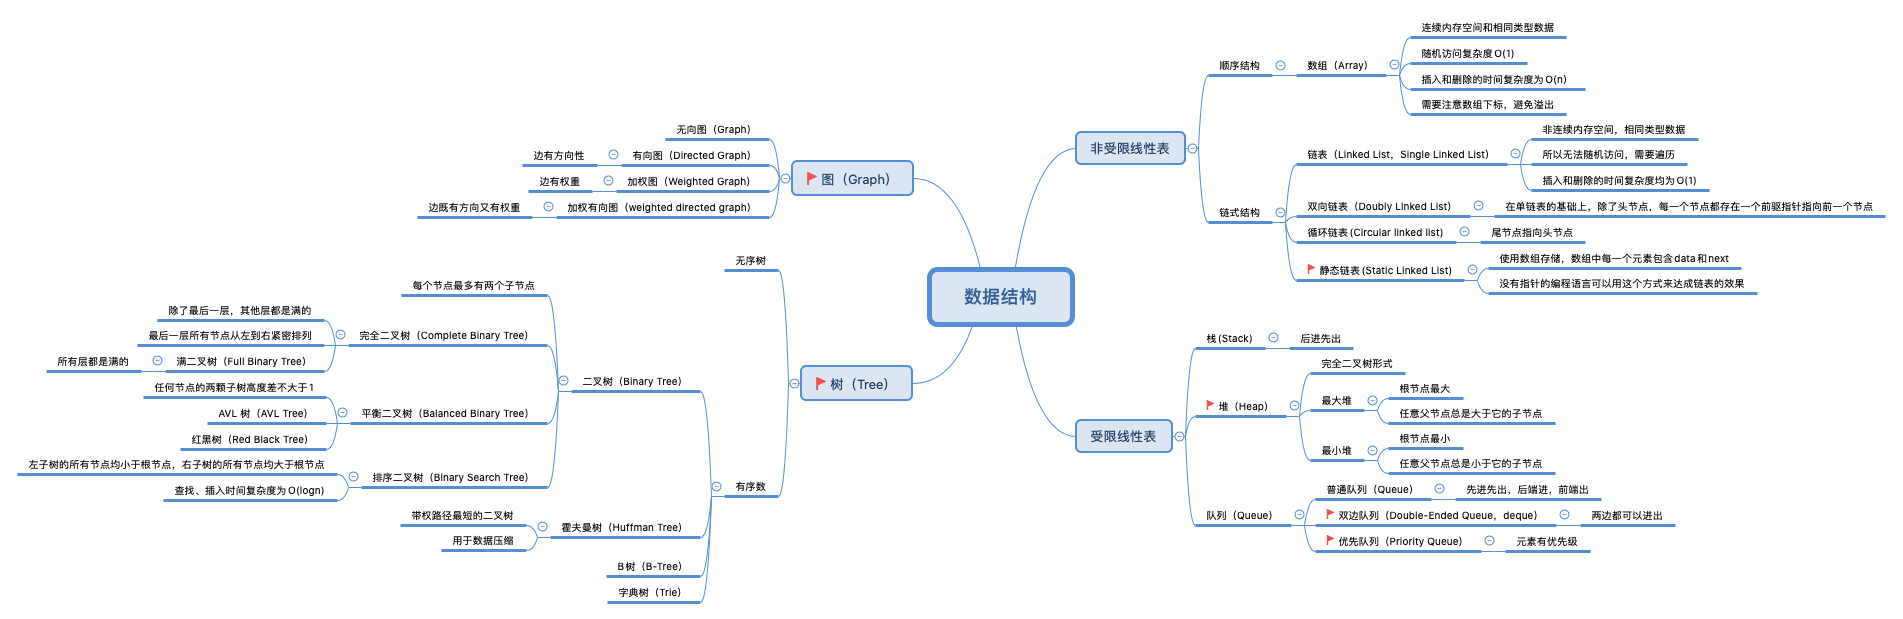 数据结构
非受限线性表
顺序结构
数组（Array）
连续内存空间和相同类型数据
随机访问复杂度 O(1)
插入和删除的时间复杂度为 O(n)
需要注意数组下标，避免溢出
链式结构
链表（Linked List，Single Linked List）
非连续内存空间，相同类型数据
所以无法随机访问，需要遍历
插入和删除的时间复杂度均为 O(1)
双向链表（Doubly Linked List）
在单链表的基础上，除了头节点，每一个节点都存在一个前驱指针指向前一个节点
循环链表 (Circular linked list)
尾节点指向头节点
静态链表 (Static Linked List)
使用数组存储，数组中每一个元素包含 data 和 next
没有指针的编程语言可以用这个方式来达成链表的效果
受限线性表
栈 (Stack)
后进先出
堆（Heap）
完全二叉树形式
最大堆
根节点最大
任意父节点总是大于它的子节点
最小堆
根节点最小
任意父节点总是小于它的子节点
队列（Queue）
普通队列（Queue）
先进先出，后端进，前端出
双边队列（Double-Ended Queue，deque）
两边都可以进出
优先队列（Priority Queue）
元素有优先级
图（Graph）
无向图（Graph）
有向图（Directed Graph）
边有方向性
加权图（Weighted Graph）
边有权重
加权有向图（weighted directed graph）
边既有方向又有权重
树（Tree）
无序树
有序数
二叉树（Binary Tree）
每个节点最多有两个子节点
完全二叉树（Complete Binary Tree）
除了最后一层，其他层都是满的
最后一层所有节点从左到右紧密排列
满二叉树（Full Binary Tree）
所有层都是满的
平衡二叉树（Balanced Binary Tree）
任何节点的两颗子树高度差不大于 1
AVL 树（AVL Tree）
红黑树（Red Black Tree）
排序二叉树（Binary Search Tree）
左子树的所有节点均小于根节点，右子树的所有节点均大于根节点
查找、插入时间复杂度为 O(logn)
霍夫曼树（Huffman Tree）
带权路径最短的二叉树
用于数据压缩
B 树（B-Tree）
字典树（Trie）